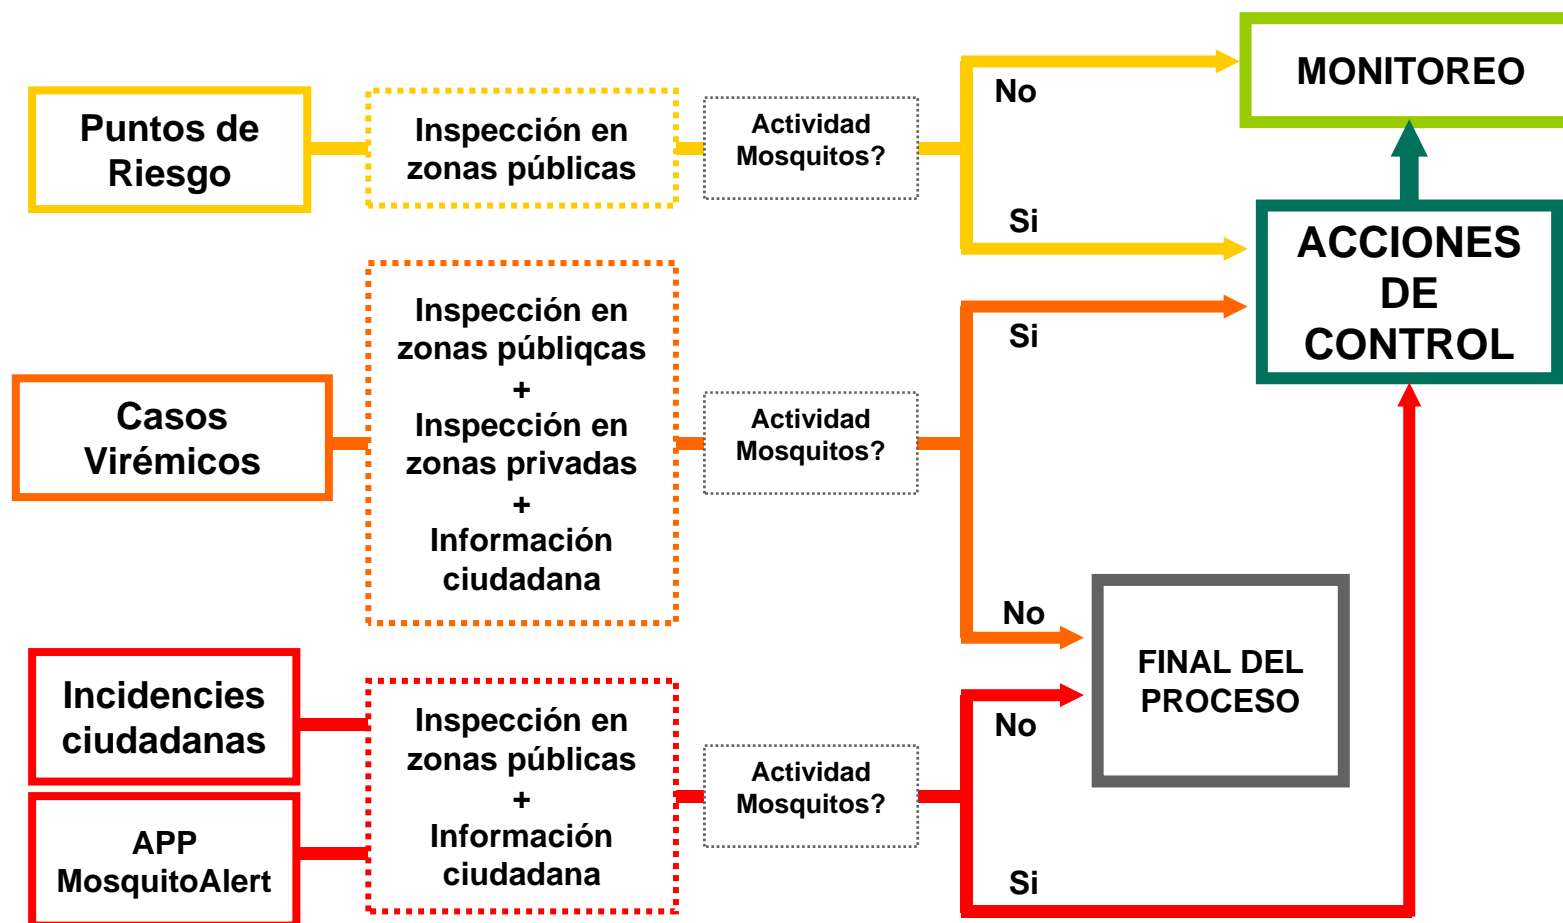 Puntos de
Riesgo
Inspección en
zonas públicas
Actividad
Mosquitos?
No
Si
MONITOREO
ACCIONES
DE
CONTROL
Casos
Virémicos
Inspección en
zonas públiqcas
+
Inspección en
zonas privadas
+
Información
ciudadana
Actividad
Mosquitos?
Si
No
FINAL DEL
PROCESO
Incidencies
ciudadanas
APP
MosquitoAlert
Inspección en
zonas públicas
+
Información
ciudadana
Actividad
Mosquitos?
No
Si